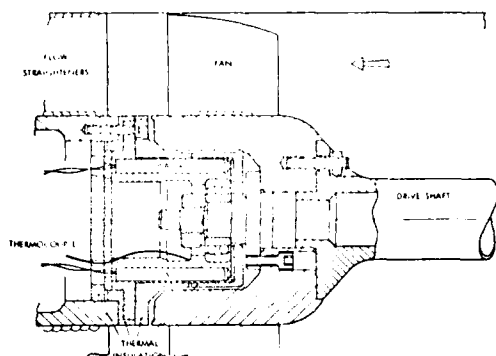 FLOW
STRAIGHTENERS
FAN
DRIVE SHAFT
THERMOCOUPLE
THERMAL
INSULATION